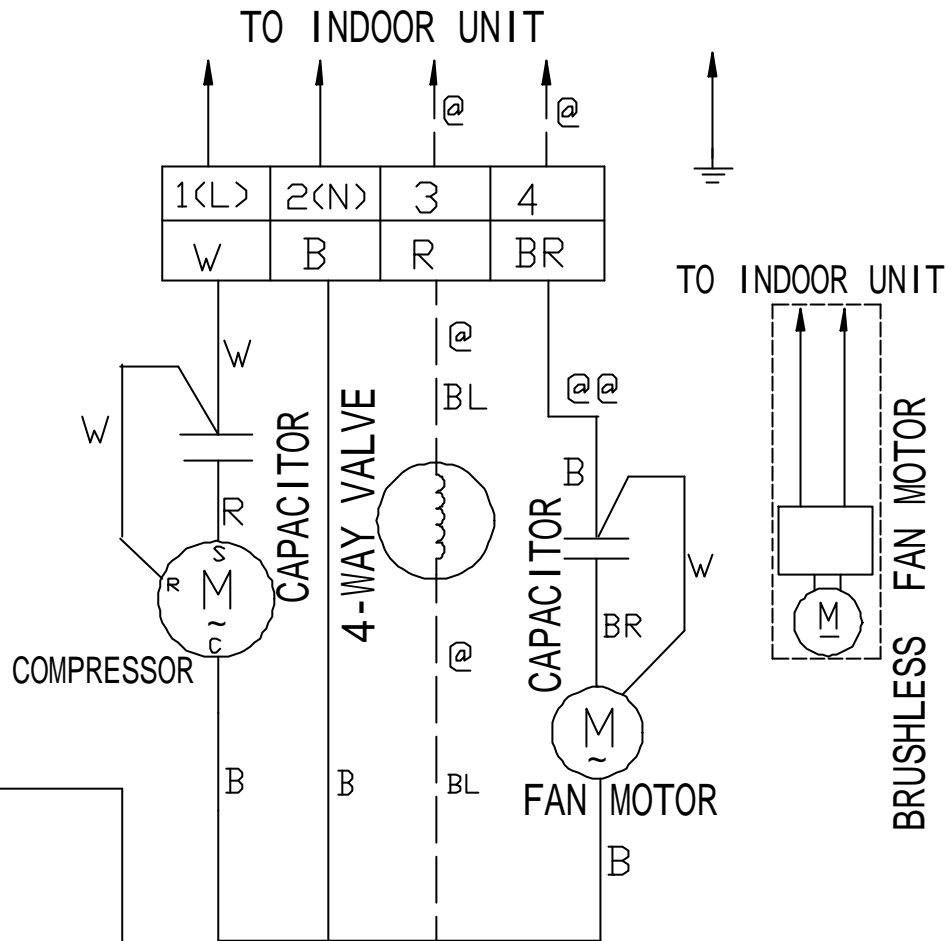 TO INDOOR UNIT
@ @
1(L) 2(N) 3 4
W B R BR
TO INDOOR UNIT
@
W
BL
@@
W
B
R
CAPACITOR
4-WAY VALVE
CAPACITOR
W
BRUSHLESS FAN MOTOR
S
R
M
~
C
BR
M
COMPRESSOR
@
M
~
B
B
BL
FAN MOTOR
B